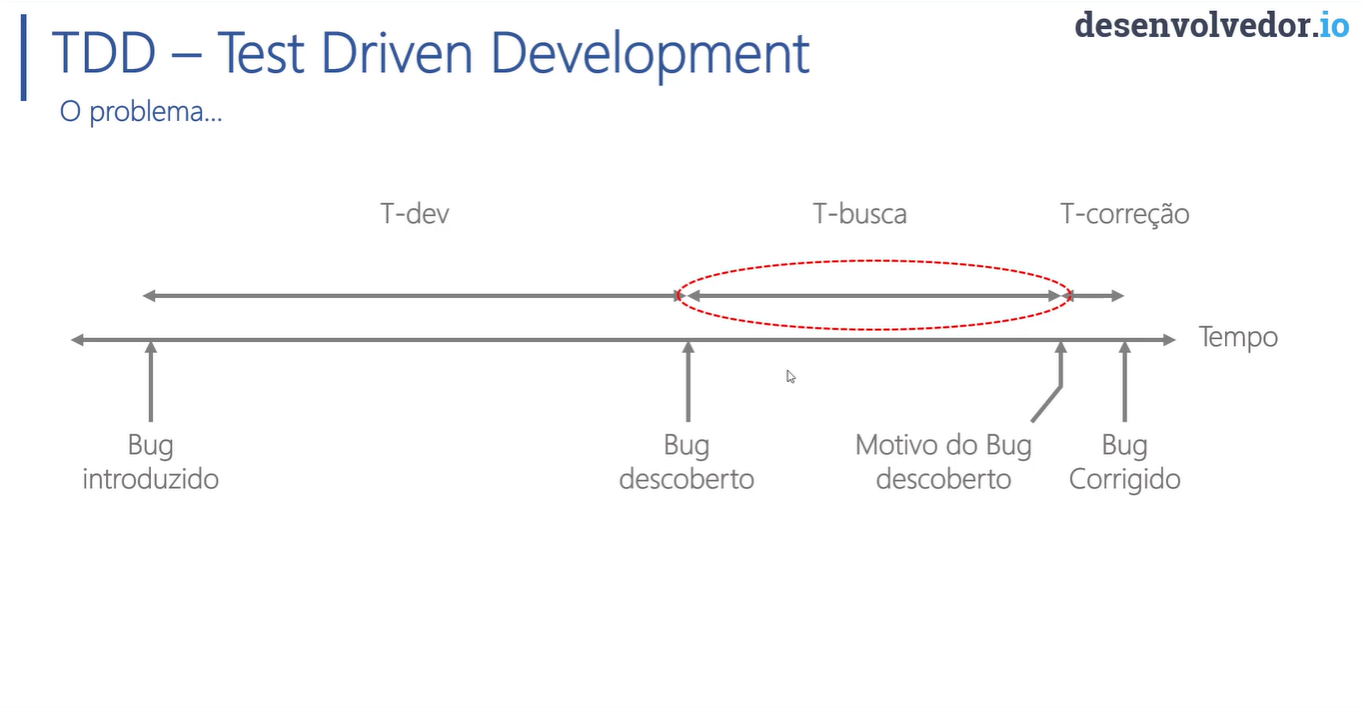 desenvolvedor.io
TDD – Test Driven Development
O problema...
T-dev
T-busca
T-correção
Tempo
Bug
introduzido
Bug
descoberto
Motivo do Bug
descoberto
Bug
Corrigido